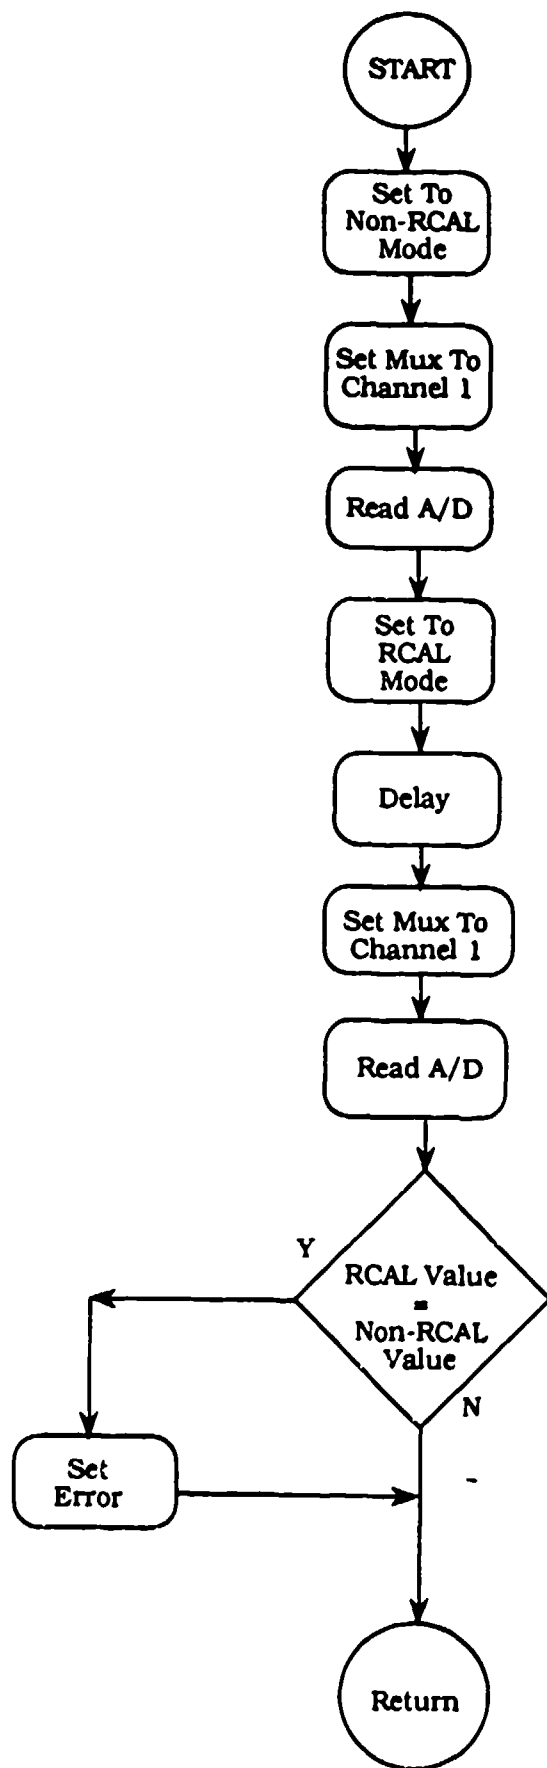 START
Set To
Non-RCAL
Mode
Set Mux To
Channel 1
Read A/D
Set To
RCAL
Mode
Delay
Set Mux To
Channel 1
Read A/D
Y
RCAL Value
=
Non-RCAL
Value
N
Set
Error
Return